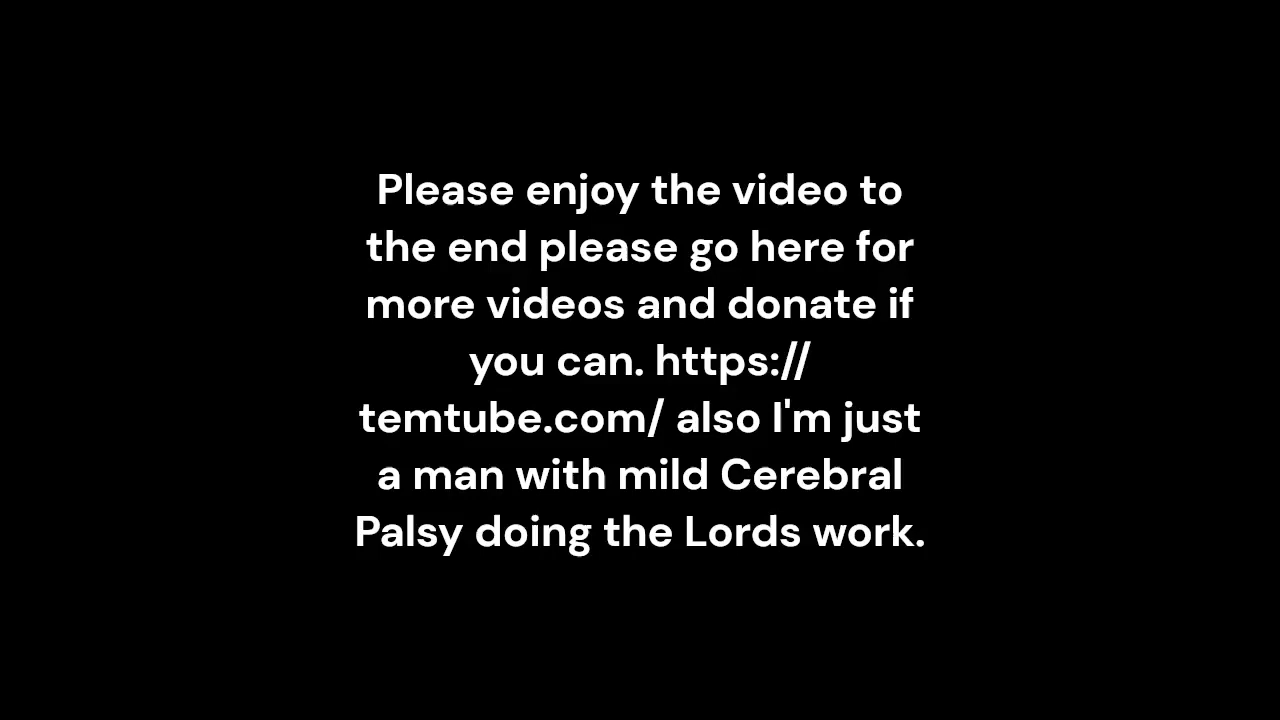 Please enjoy the video to
the end please go here for
more videos and donate if
you can. https://
temtube.com/ also I'm just
a man with mild Cerebral
Palsy doing the Lords work.